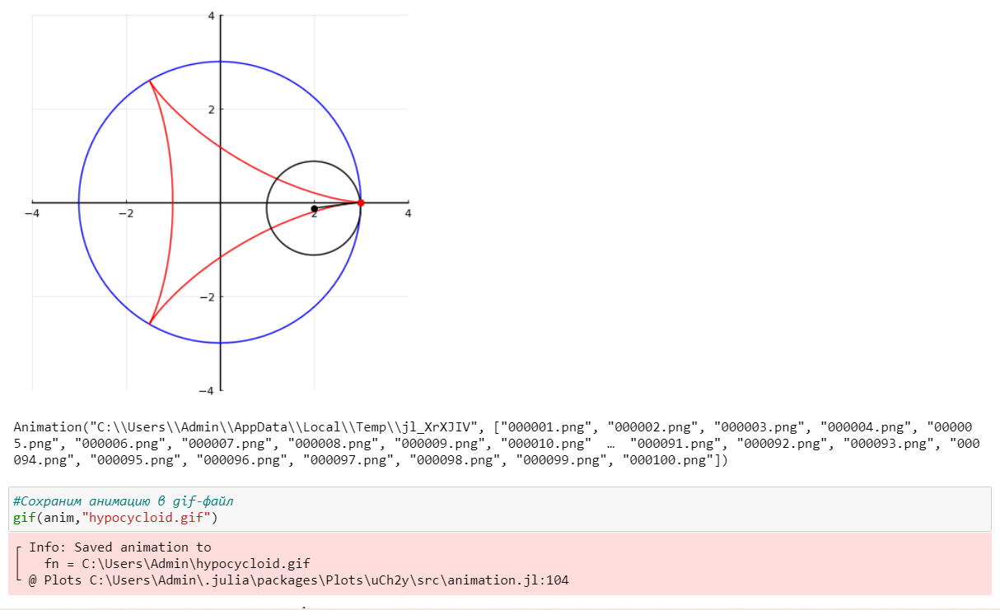 4
2
−4
−2
2
4
−2
−4
Animation("C:\\Users\\Admin\\AppData\\Local\\Temp\\jl_XrXJIV", ["000001.png", "000002.png", "000003.png", "000004.png", "00000
5.png", "000006.png", "000007.png", "000008.png", "000009.png", "000010.png"  …  "000091.png", "000092.png", "000093.png", "000
094.png", "000095.png", "000096.png", "000097.png", "000098.png", "000099.png", "000100.png"])
#Сохраним анимацию в gif-файл
gif(anim,"hypocycloid.gif")
┌ Info: Saved animation to
│   fn = C:\Users\Admin\hypocycloid.gif
└ @ Plots C:\Users\Admin\.julia\packages\Plots\uCh2y\src\animation.jl:104